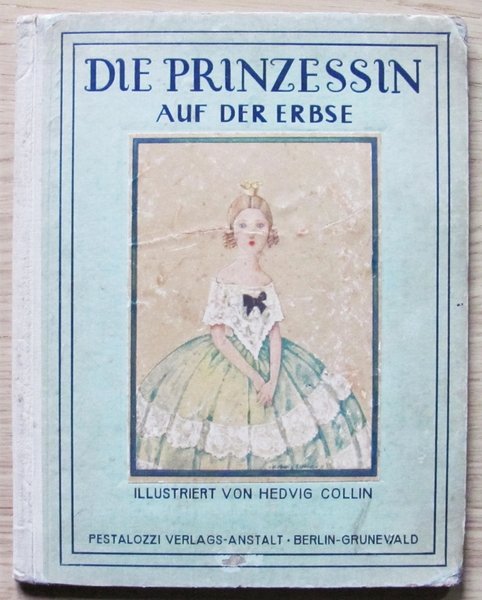 DIE PRINZESSIN
AUF DER ERBSE
ILLUSTRIERT VON HEDVIG COLLIN
PESTALOZZI VERLAGS-ANSTALT · BERLIN-GRUNEWALD